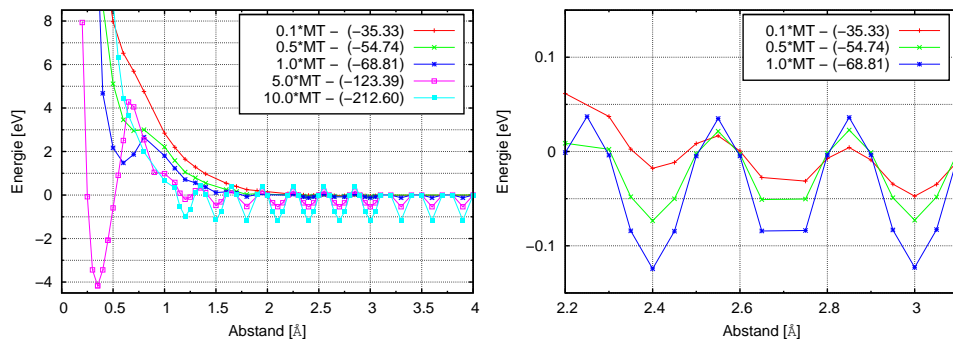 Energie [eV]
8
6
4
2
0
−2
−4
0.1*MT − (−35.33)
0.5*MT − (−54.74)
1.0*MT − (−68.81)
5.0*MT − (−123.39)
10.0*MT − (−212.60)
0 0.5 1 1.5 2 2.5 3 3.5 4
Abstand [Å]
Energie [eV]
0.1
0
−0.1
0.1*MT − (−35.33)
0.5*MT − (−54.74)
1.0*MT − (−68.81)
2.2 2.4 2.6 2.8 3
Abstand [Å]